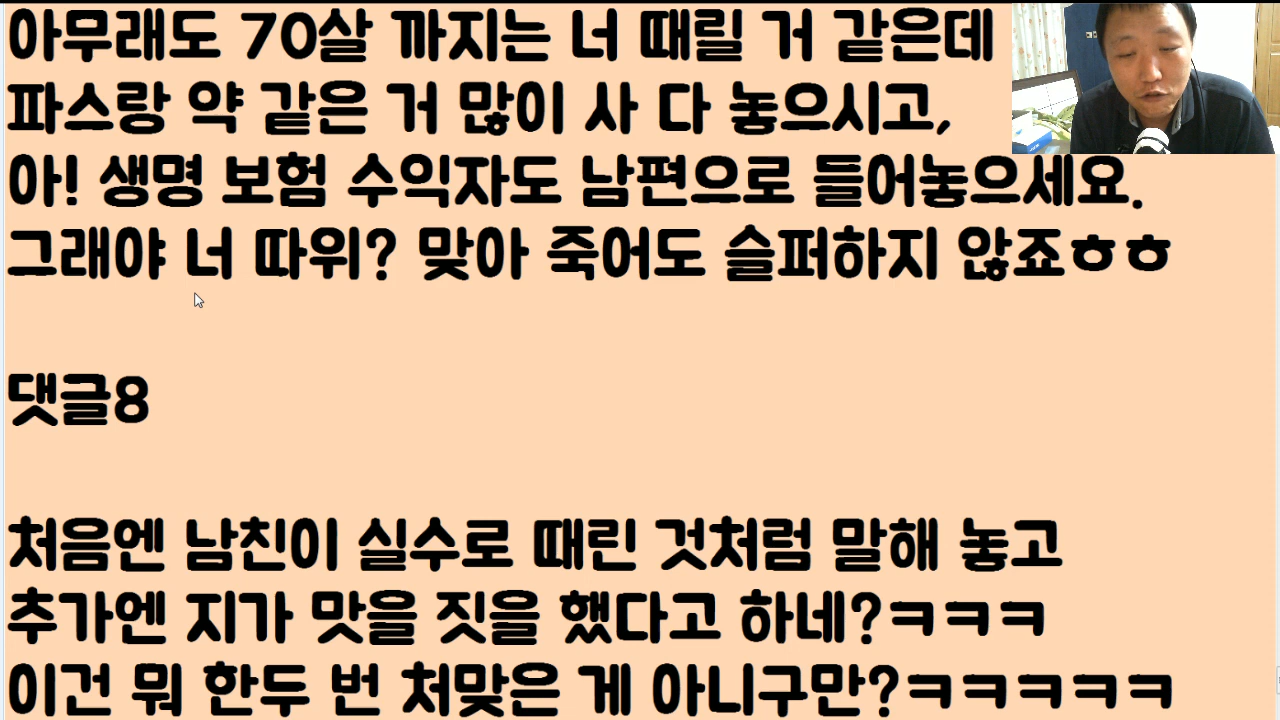 아무래도 70살 까지는 너 때릴 거 같은데
파스랑 약 같은 거 많이 사 다 놓으시고,
아! 생명 보험 수익자도 남편으로 들어놓으세요.
그래야 너 따위? 맞아 죽어도 슬퍼하지 않죠ㅎㅎ
댓글8
처음엔 남친이 실수로 때린 것처럼 말해 놓고
추가엔 지가 맛을 짓을 했다고 하네?ㅋㅋㅋ
이건 뭐 한두 번 처맞은 게 아니구만?ㅋㅋㅋㅋㅋ